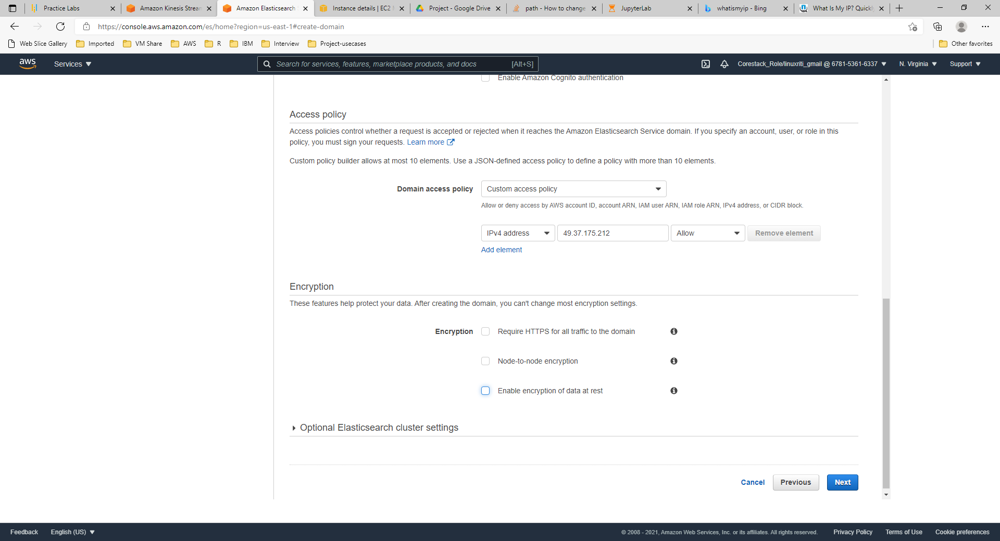 Practice Labs
Amazon Kinesis Strean
Amazon Elasticsearch S
Instance details | EC2 M
Project - Google Drive
path - How to change
JupyterLab
whatismyip - Bing
What Is My IP? Quickl
https://console.aws.amazon.com/es/home?region=us-east-1#create-domain
Web Slice Gallery
Imported
VM Share
AWS
R
IBM
Interview
Project-usecases
Other favorites
aws
Services
Search for services, features, marketplace products, and docs
[Alt+S]
Corestack_Role/linuxriti_gmail @ 6781-5361-6337
N. Virginia
Support
Enable Amazon Cognito authentication
Access policy
Access policies control whether a request is accepted or rejected when it reaches the Amazon Elasticsearch Service domain. If you specify an account, user, or role in this
policy, you must sign your requests. Learn more
Custom policy builder allows at most 10 elements. Use a JSON-defined access policy to define a policy with more than 10 elements.
Domain access policy
Custom access policy
Allow or deny access by AWS account ID, account ARN, IAM user ARN, IAM role ARN, IPv4 address, or CIDR block.
IPv4 address
49.37.175.212
Allow
Remove element
Add element
Encryption
These features help protect your data. After creating the domain, you can't change most encryption settings.
Encryption
Require HTTPS for all traffic to the domain
Node-to-node encryption
Enable encryption of data at rest
Optional Elasticsearch cluster settings
Cancel
Previous
Next
Feedback
English (US)
© 2008 - 2021, Amazon Web Services, Inc. or its affiliates. All rights reserved.
Privacy Policy
Terms of Use
Cookie preferences